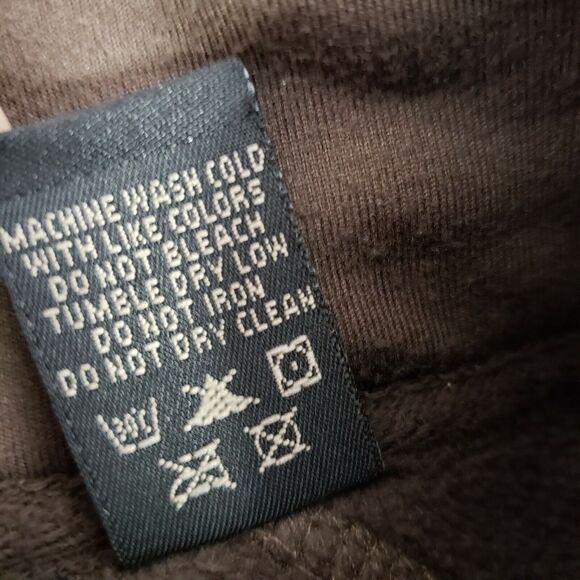 MACHINE WASH COLD
WITH LIKE COLORS
DO NOT BLEACH
TUMBLE DRY LOW
DO NOT IRON
DO NOT DRY CLEAN
30